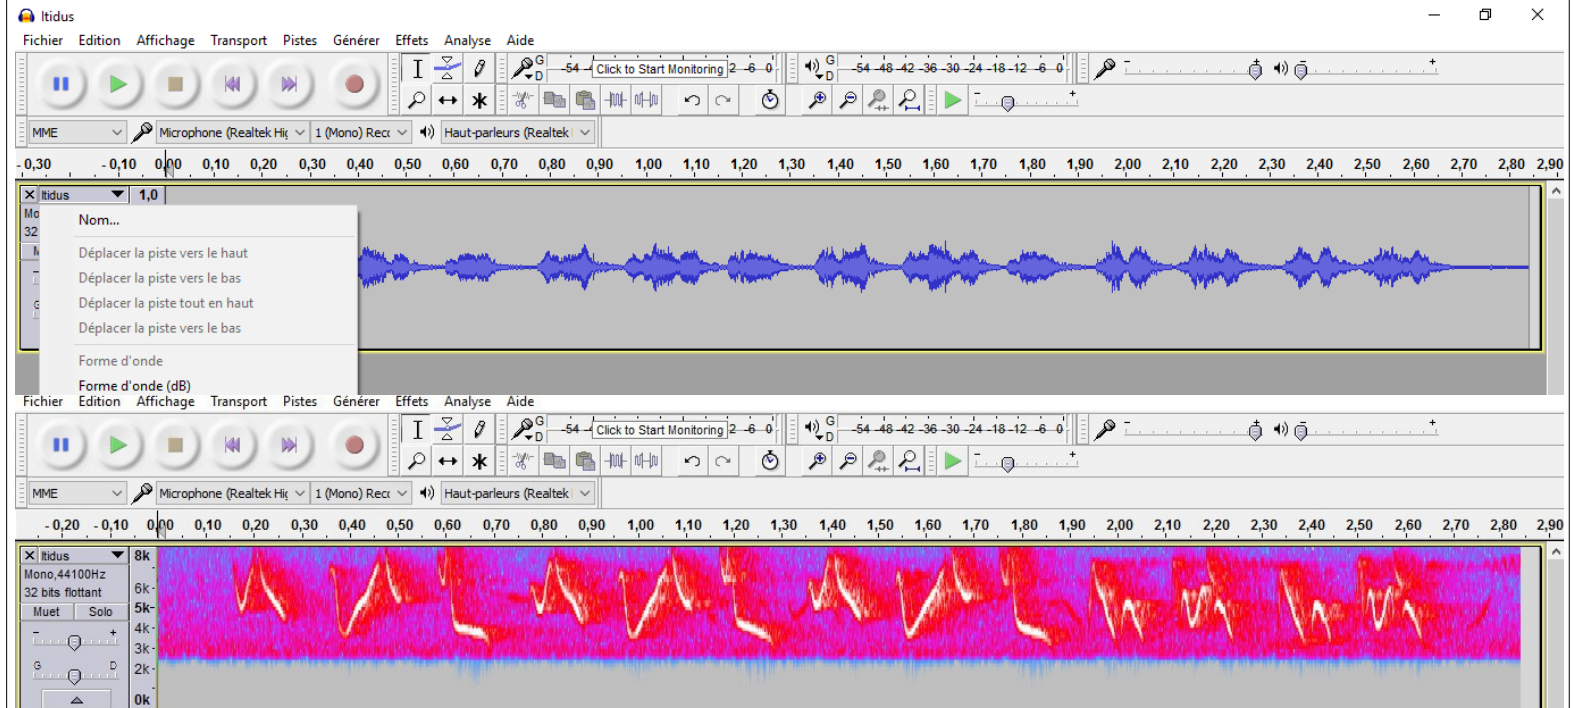 Itidus
Fichier Edition Affichage Transport Pistes Générer Effets Analyse Aide
G
D
-54 -4 Click to Start Monitoring 2 -6 0
G
D
-54 -48 -42 -36 -30 -24 -18 -12 -6 0
- +
- +
MME Microphone (Realtek Hig 1 (Mono) Recc Haut-parleurs (Realtek
-0,30 -0,10 0,00 0,10 0,20 0,30 0,40 0,50 0,60 0,70 0,80 0,90 1,00 1,10 1,20 1,30 1,40 1,50 1,60 1,70 1,80 1,90 2,00 2,10 2,20 2,30 2,40 2,50 2,60 2,70 2,80 2,90
Itidus 1,0
Mo
32
Nom...
Déplacer la piste vers le haut
Déplacer la piste vers le bas
Déplacer la piste tout en haut
Déplacer la piste vers le bas
Forme d'onde
Forme d'onde (dB)
Fichier Edition Affichage Transport Pistes Générer Effets Analyse Aide
G
D
-54 -4 Click to Start Monitoring 2 -6 0
G
D
-54 -48 -42 -36 -30 -24 -18 -12 -6 0
- +
- +
MME Microphone (Realtek Hig 1 (Mono) Recc Haut-parleurs (Realtek
-0,20 -0,10 0,00 0,10 0,20 0,30 0,40 0,50 0,60 0,70 0,80 0,90 1,00 1,10 1,20 1,30 1,40 1,50 1,60 1,70 1,80 1,90 2,00 2,10 2,20 2,30 2,40 2,50 2,60 2,70 2,80 2,90
Itidus 8k
Mono,44100Hz
32 bits flottant 6k
Muet Solo 5k
- + 4k
3k
G D 2k
0k